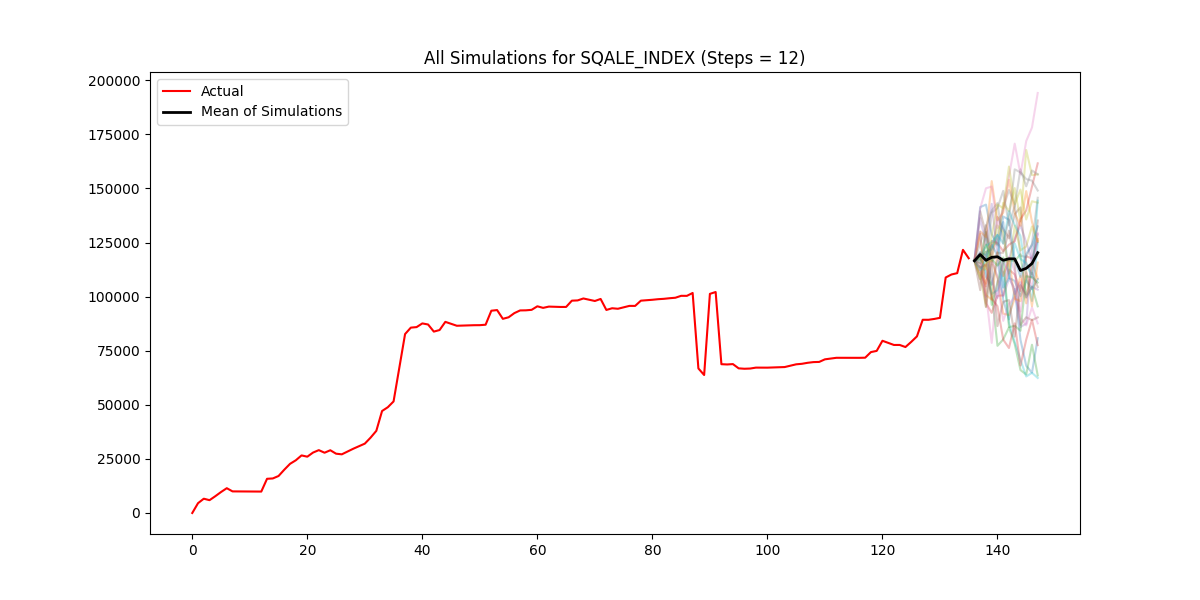 All Simulations for SQALE_INDEX (Steps = 12)
Actual
Mean of Simulations
200000
175000
150000
125000
100000
75000
50000
25000
0
0 20 40 60 80 100 120 140